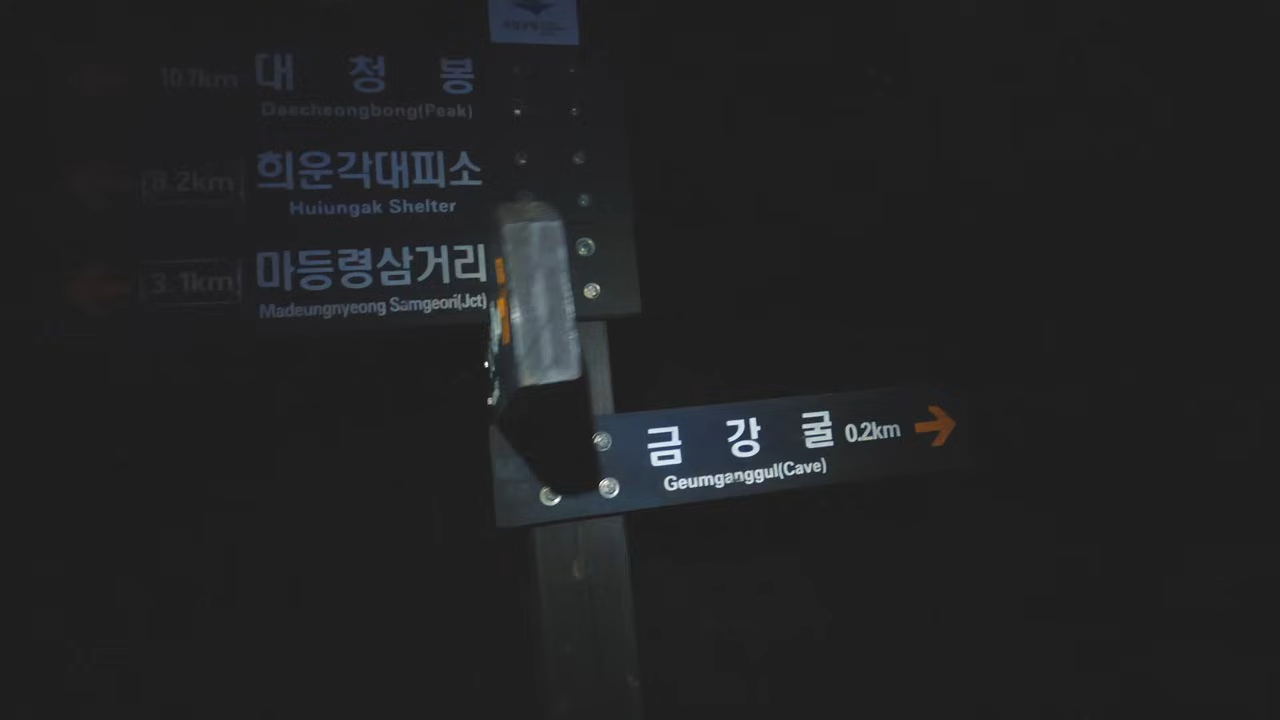 10.7km 대 청 봉
Daecheongbong(Peak)
8.2km 희운각대피소
Huiungak Shelter
3.1km 마등령삼거리
Madeungnyeong Samgeori(Jct)
금 강 굴 0.2km
Geumganggul(Cave)